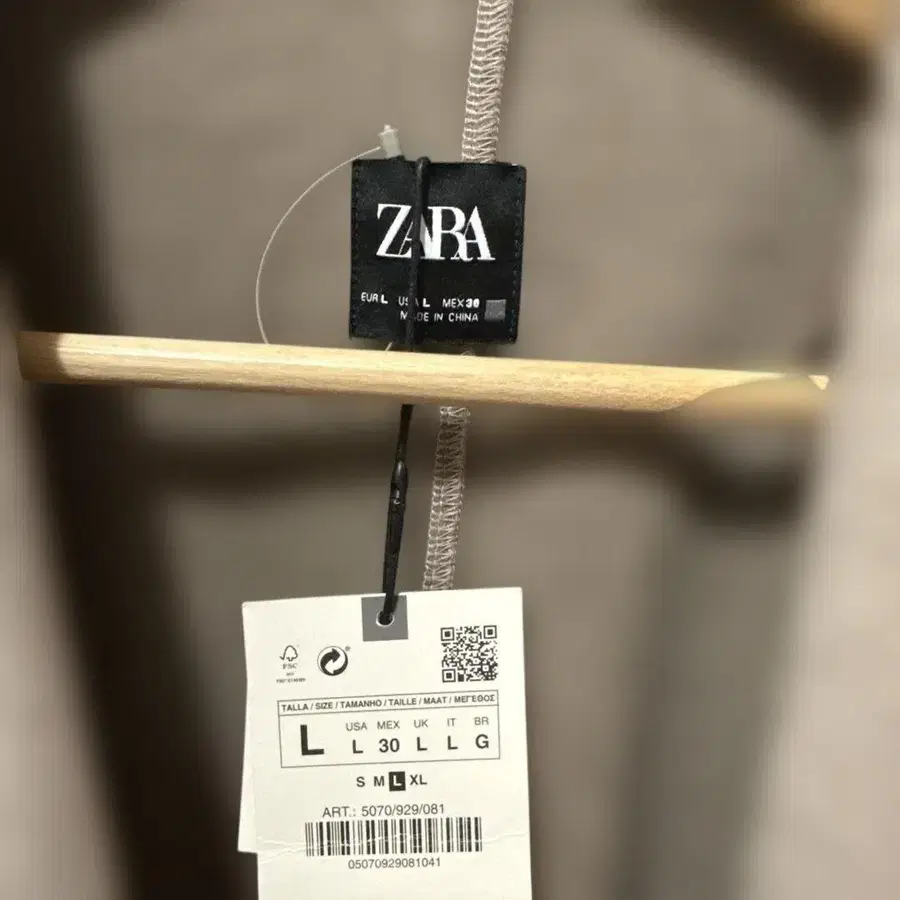 ZARA
EUR L USA L MEX 30
MADE IN CHINA
FSC
TALLA / SIZE / TAMANHO / TAILLE / MAAT / ΜΕΓΕΘΟΣ
L
USA MEX UK IT BR
L 30 L L G
S M L XL
ART.: 5070/929/081
05070929081041